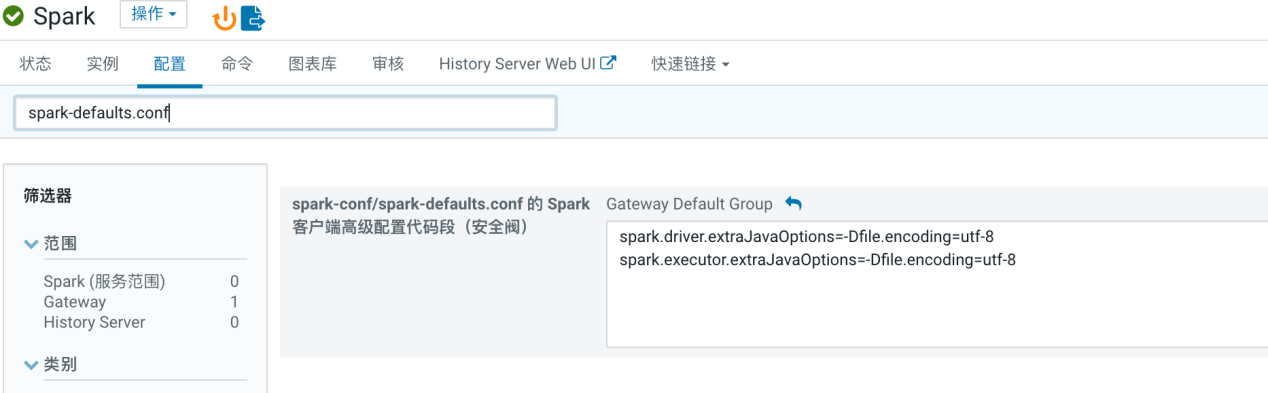 Spark 操作
状态 实例 配置 命令 图表库 审核 History Server Web UI 快速链接
spark-defaults.conf
筛选器
范围
Spark (服务范围) 0
Gateway 1
History Server 0
类别
spark-conf/spark-defaults.conf 的 Spark
客户端高级配置代码段（安全阀）
Gateway Default Group
spark.driver.extraJavaOptions=-Dfile.encoding=utf-8
spark.executor.extraJavaOptions=-Dfile.encoding=utf-8